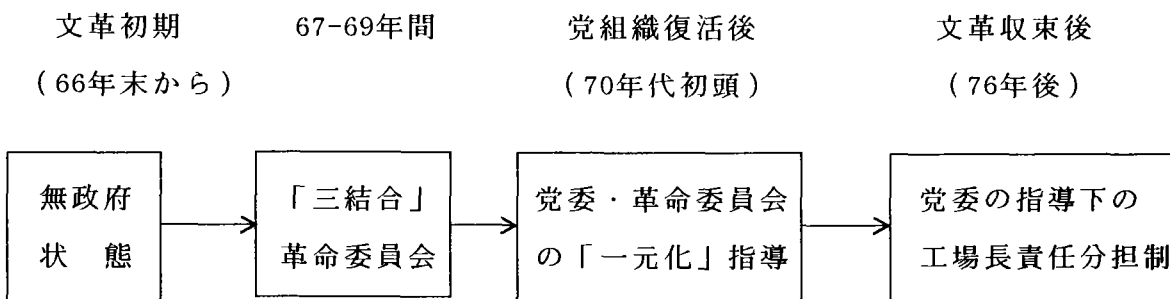 文革初期 67-69年間 党組織復活後 文革収束後
(66年末から) (70年代初頭) (76年後)
無政府 「三結合」 党委・革命委員会 党委の指導下の
状態 革命委員会 の「一元化」指導 工場長責任分担制